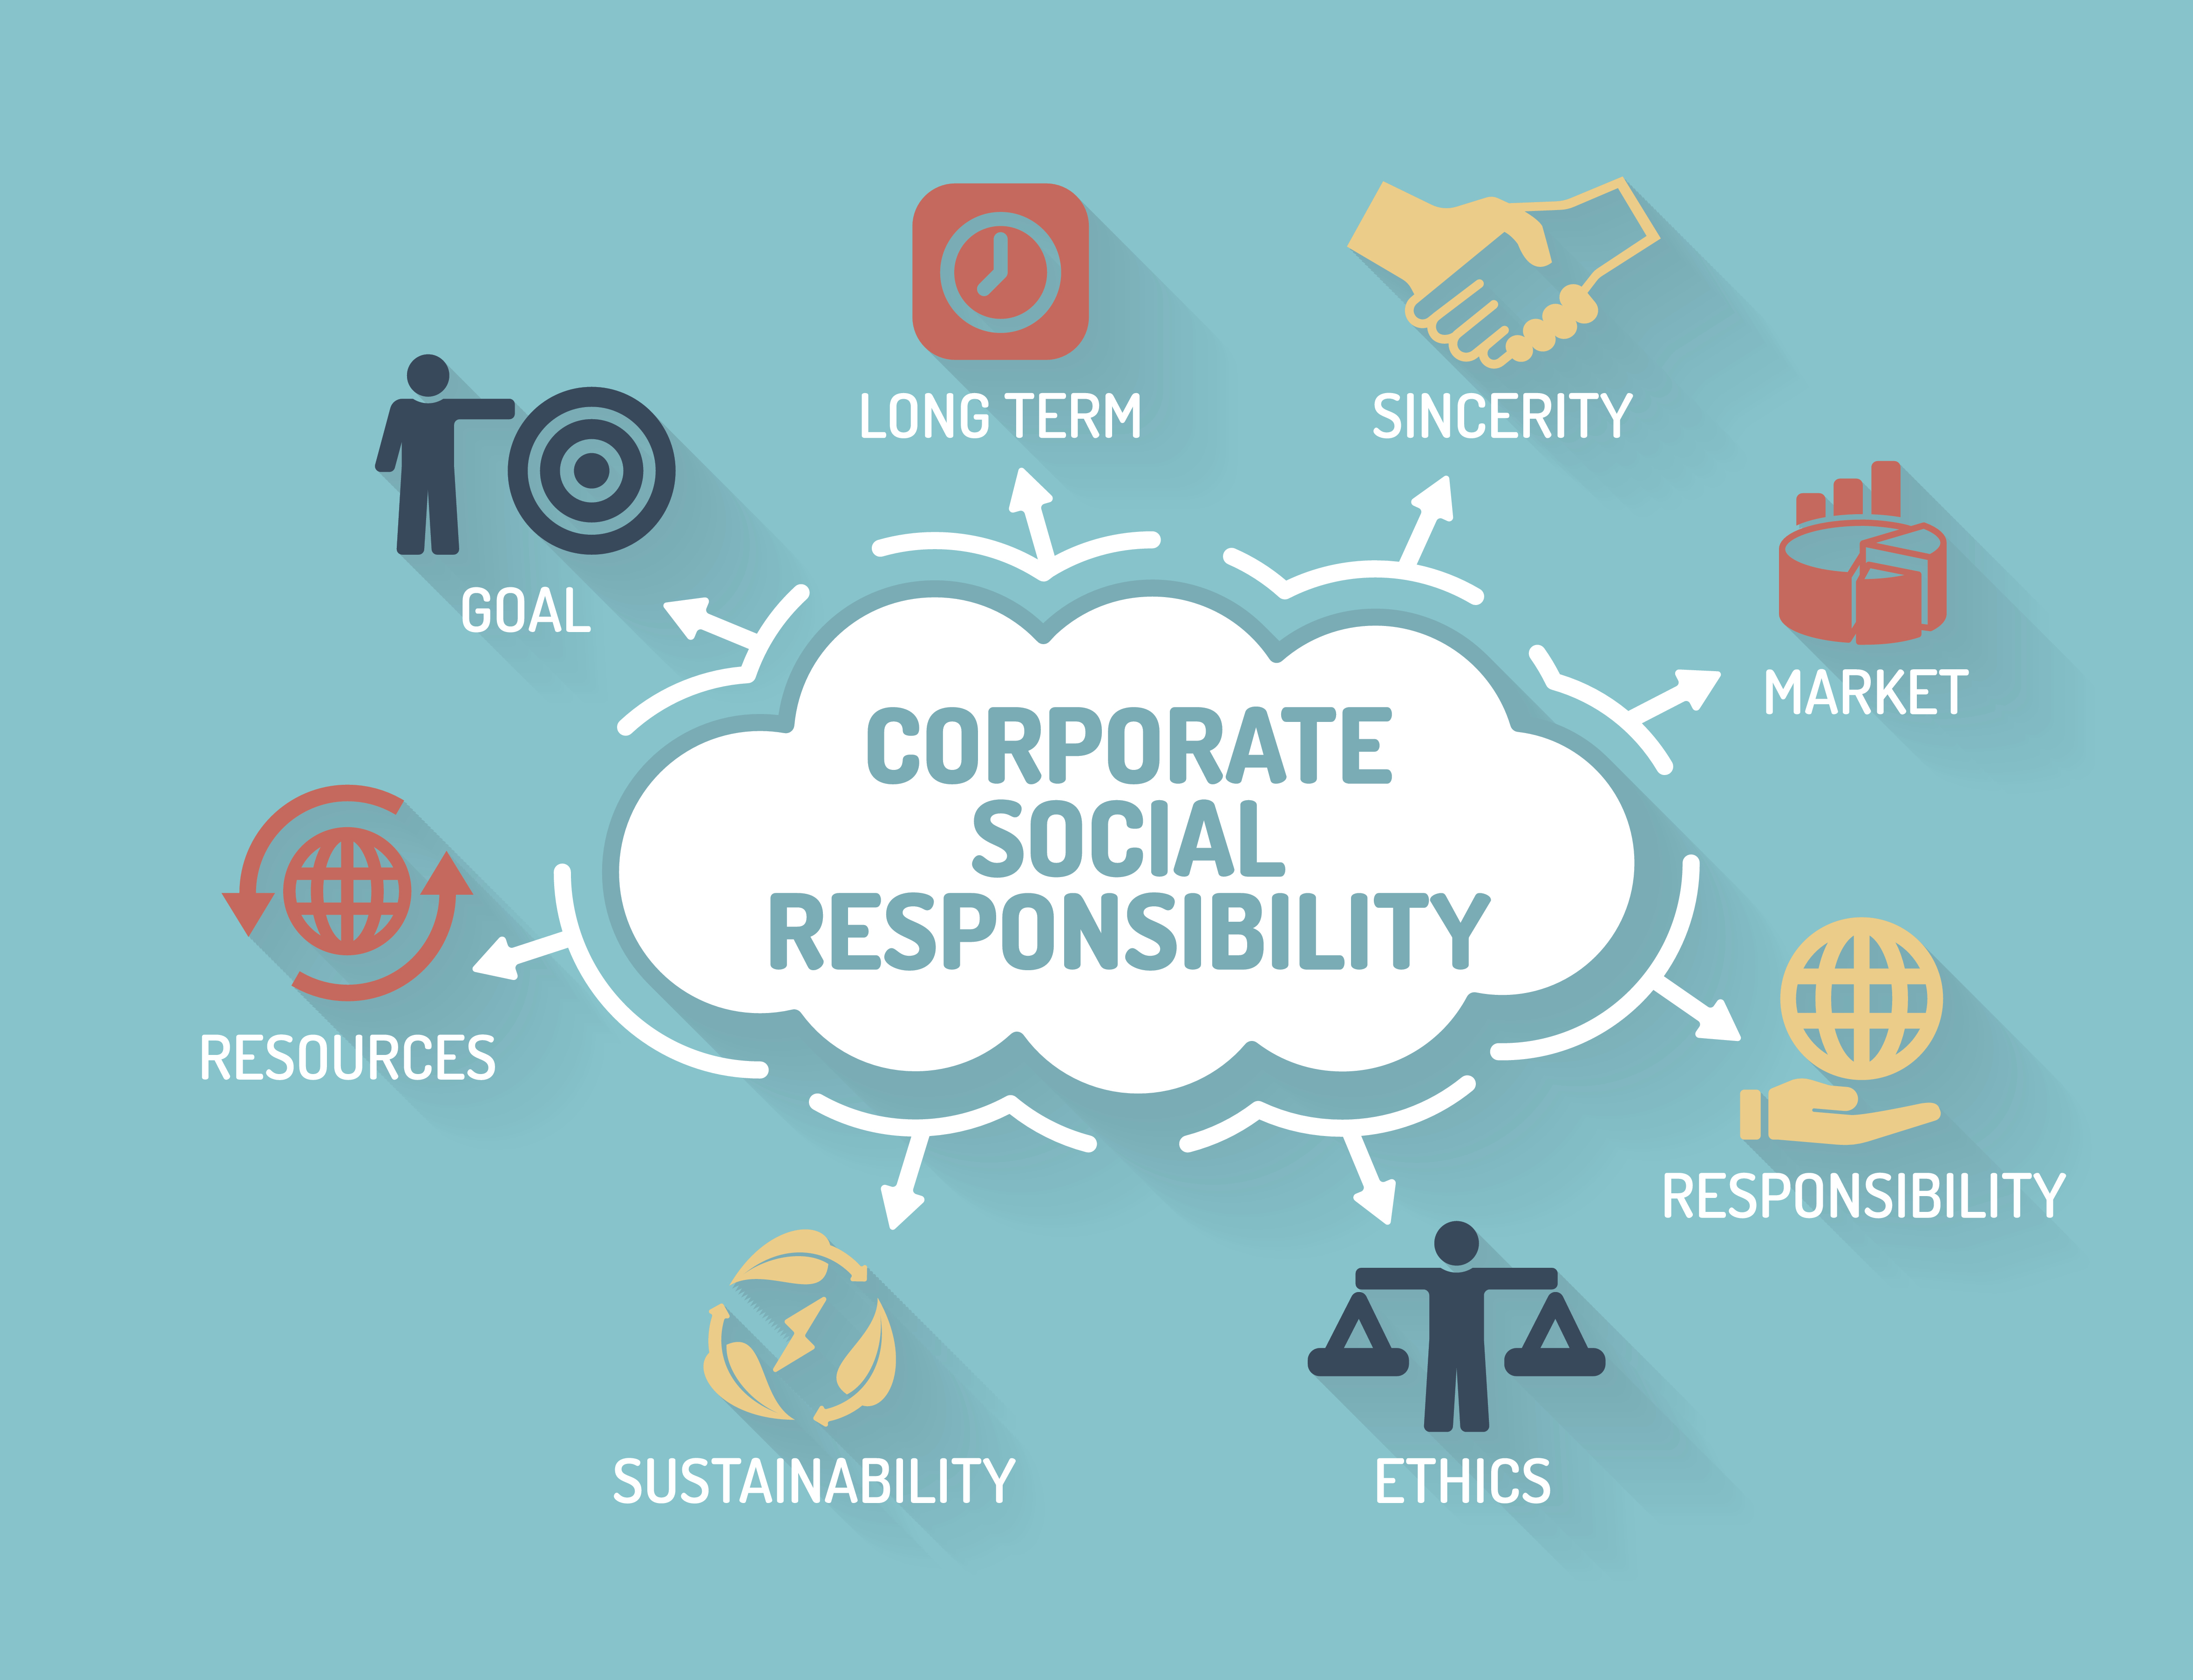 LONG TERM
SINCERITY
GOAL
MARKET
CORPORATE
SOCIAL
RESPONSIBILITY
RESOURCES
RESPONSIBILITY
SUSTAINABILITY
ETHICS